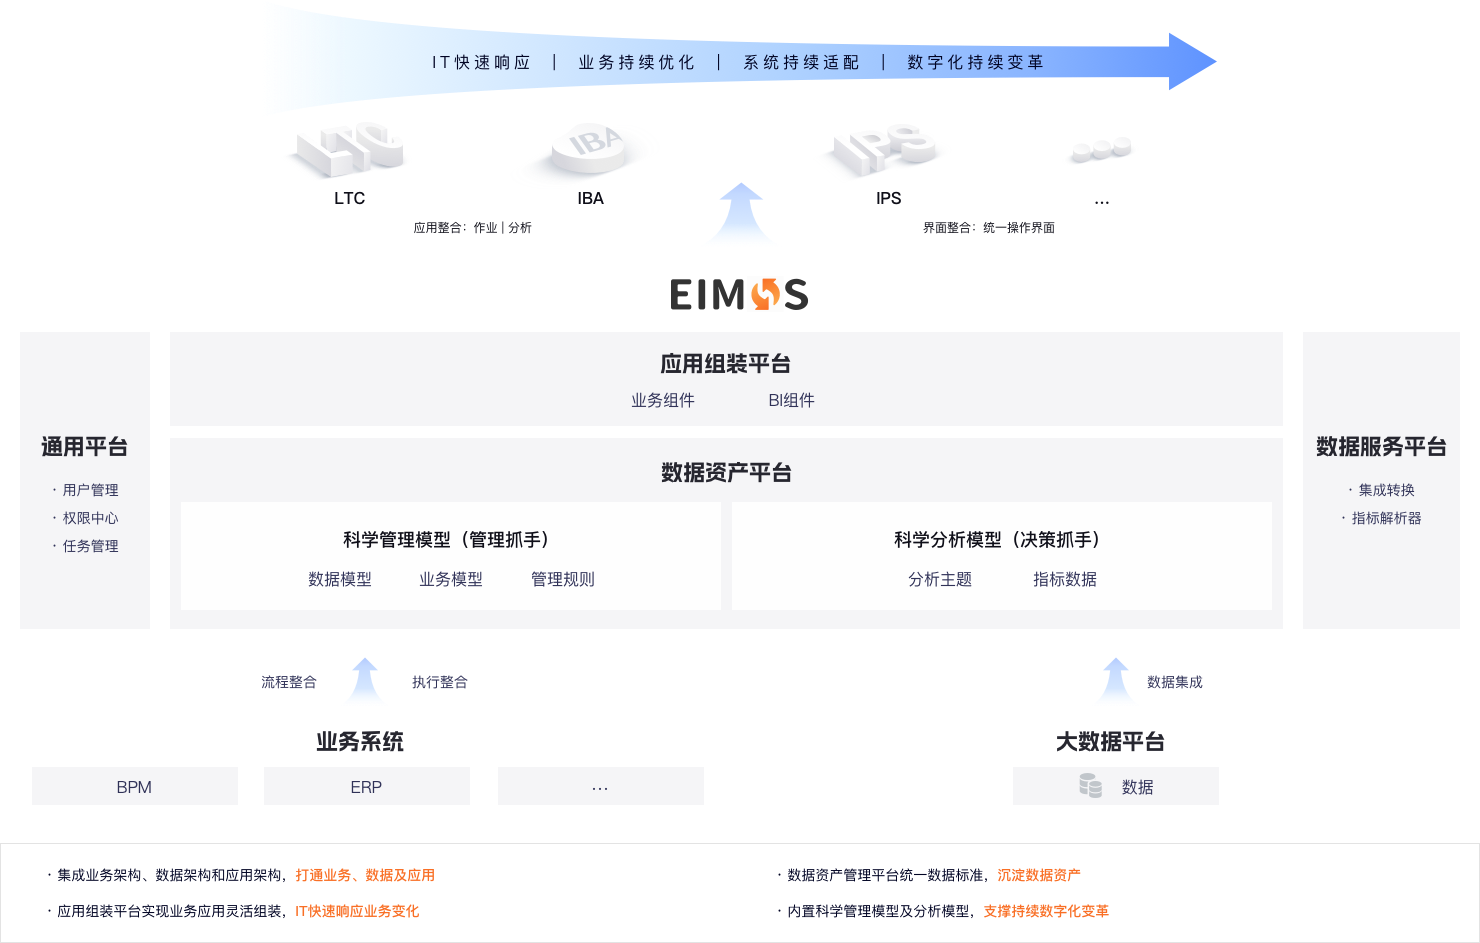 IT快速响应 | 业务持续优化 | 系统持续适配 | 数字化持续变革
LTC IBA IPS
LTC IBA IPS ...
应用整合：作业 | 分析 界面整合：统一操作界面
EIMOS
通用平台
· 用户管理
· 权限中心
· 任务管理
应用组装平台
业务组件 BI组件
数据资产平台
科学管理模型（管理抓手）
数据模型 业务模型 管理规则
科学分析模型（决策抓手）
分析主题 指标数据
数据服务平台
· 集成转换
· 指标解析器
流程整合 执行整合 数据集成
业务系统 大数据平台
BPM ERP ... 数据
· 集成业务架构、数据架构和应用架构，打通业务、数据及应用
· 应用组装平台实现业务应用灵活组装，IT快速响应业务变化
· 数据资产管理平台统一数据标准，沉淀数据资产
· 内置科学管理模型及分析模型，支撑持续数字化变革